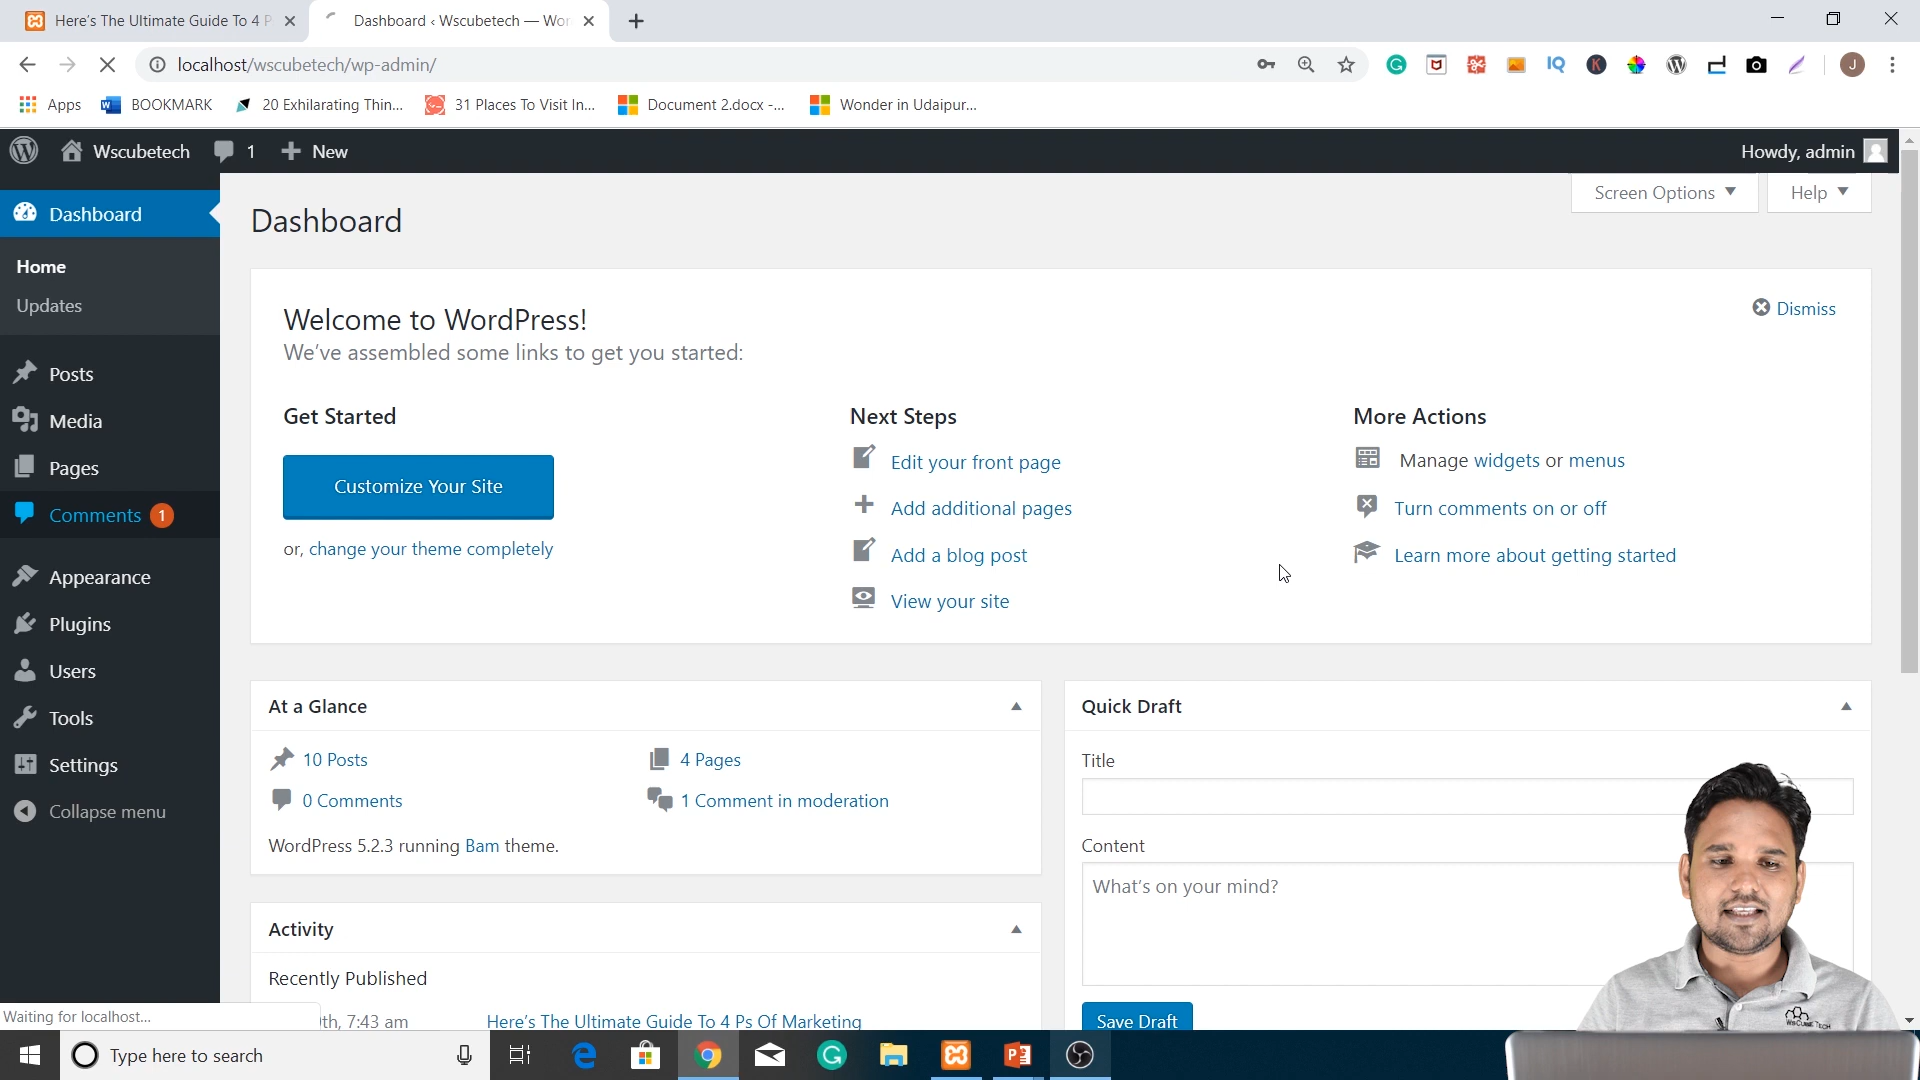 Here's The Ultimate Guide To 4 P
Dashboard ‹ Wscubetech — Wor
localhost/wscubetech/wp-admin/
Apps
BOOKMARK
20 Exhilarating Thin...
31 Places To Visit In...
Document 2.docx -...
Wonder in Udaipur...
Wscubetech
1
New
Howdy, admin
Screen Options
Help
Dashboard
Home
Updates
Posts
Media
Pages
Comments 1
Appearance
Plugins
Users
Tools
Settings
Collapse menu
Dashboard
Welcome to WordPress!
We've assembled some links to get you started:
Dismiss
Get Started
Customize Your Site
or, change your theme completely
Next Steps
Edit your front page
Add additional pages
Add a blog post
View your site
More Actions
Manage widgets or menus
Turn comments on or off
Learn more about getting started
At a Glance
10 Posts
4 Pages
0 Comments
1 Comment in moderation
WordPress 5.2.3 running Bam theme.
Activity
Recently Published
th, 7:43 am
Here's The Ultimate Guide To 4 Ps Of Marketing
Quick Draft
Title
Content
What's on your mind?
Save Draft
Waiting for localhost...
Type here to search
WsCube Tech